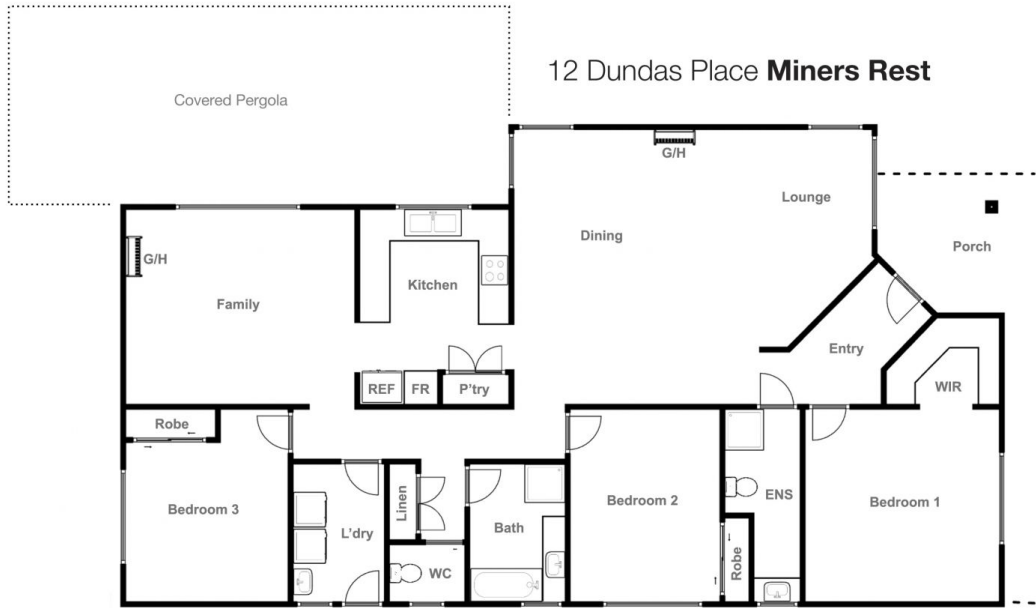 12 Dundas Place Miners Rest
Covered Pergola
G/H
Lounge
Dining
Porch
G/H
Kitchen
Family
Entry
REF
FR
P'try
WIR
Robe
Bedroom 3
L'dry
Linen
WC
Bath
Bedroom 2
Robe
ENS
Bedroom 1